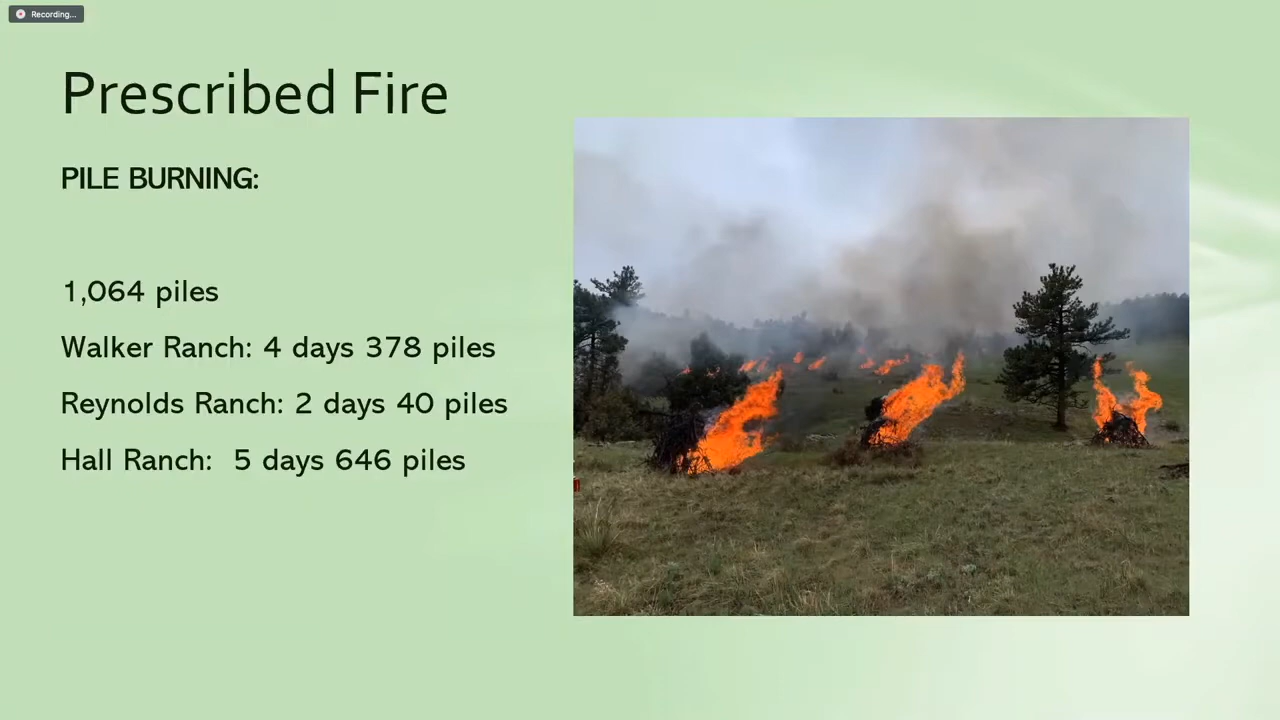 Recording...
Prescribed Fire
PILE BURNING:
1,064 piles
Walker Ranch: 4 days 378 piles
Reynolds Ranch: 2 days 40 piles
Hall Ranch:  5 days 646 piles